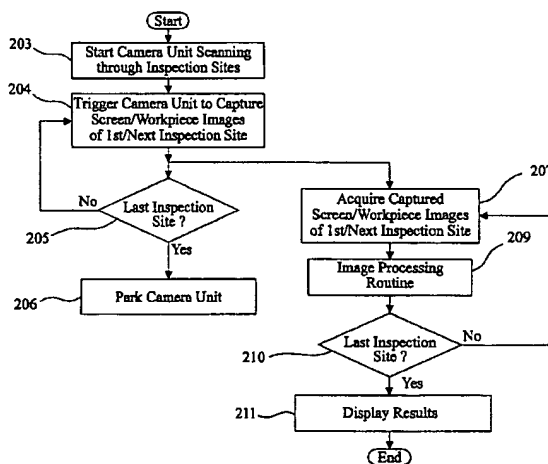 Start
203
Start Camera Unit Scanning
through Inspection Sites
204
Trigger Camera Unit to Capture
Screen/Workpiece Images
of 1st/Next Inspection Site
No
Last Inspection
Site ?
205
Yes
206
Park Camera Unit
207
Acquire Captured
Screen/Workpiece Images
of 1st/Next Inspection Site
209
Image Processing
Routine
210
Last Inspection
Site ?
No
Yes
211
Display Results
End